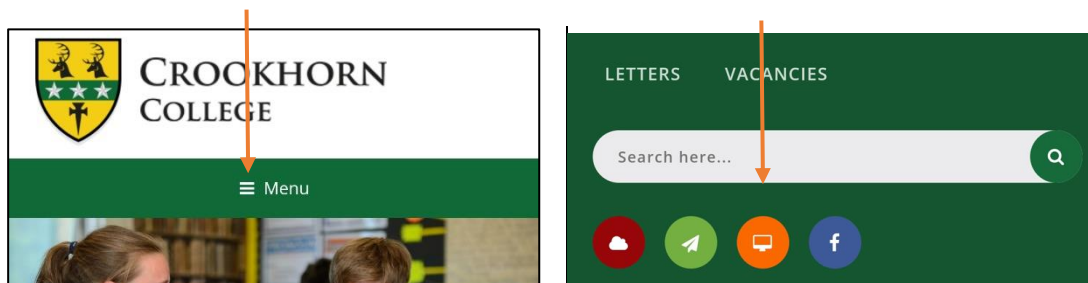 CROOKHORN
COLLEGE
Menu
LETTERS VACANCIES
Search here...
f